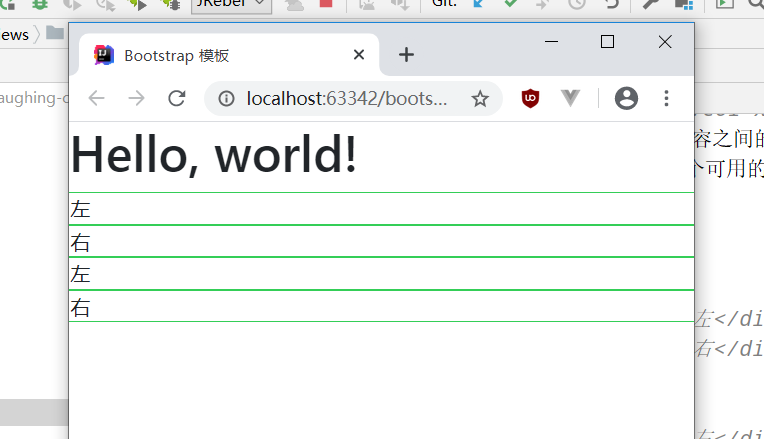 JRebel
Git:
ews
Bootstrap 模板
aughing-c
localhost:63342/boots...
容之间的
个可用的
Hello, world!
左
右
左
右
左</di
右</di
左</di